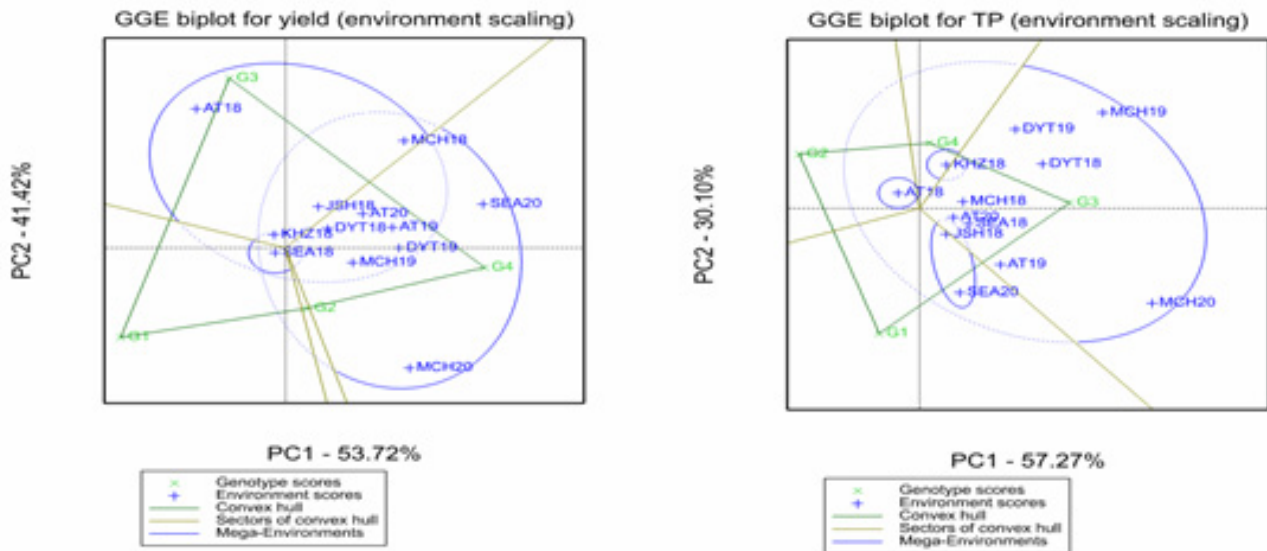 GGE biplot for yield (environment scaling)
G3
AT18
MCH18
SEA20
JSH18
AT20
KHZ18
DYT18
AT19
SEA18
DYT19
MCH19
G4
G2
G1
MCH20
PC2 - 41.42%
PC1 - 53.72%
Genotype scores
Environment scores
Convex hull
Sectors of convex hull
Mega-Environments
GGE biplot for TP (environment scaling)
MCH19
DYT19
G4
G2
KHZ18
DYT18
AT18
MCH18
G3
AT20
SEA18
JSH18
AT19
SEA20
MCH20
G1
PC2 - 30.10%
PC1 - 57.27%
Genotype scores
Environment scores
Convex hull
Sectors of convex hull
Mega-Environments